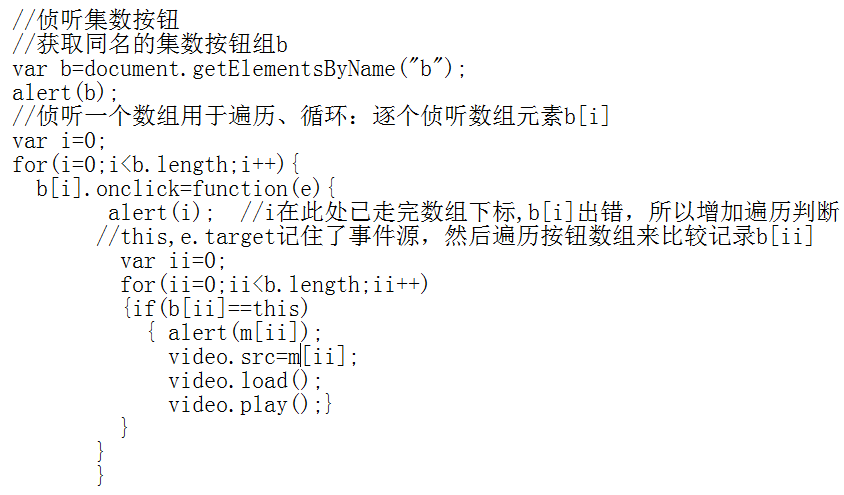 //侦听集数按钮
//获取同名的集数按钮组b
var b=document.getElementsByName("b");
alert(b);
//侦听一个数组用于遍历、循环：逐个侦听数组元素b[i]
var i=0;
for(i=0;i<b.length;i++){
b[i].onclick=function(e){
alert(i);  //i在此处已走完数组下标,b[i]出错，所以增加遍历判断
//this,e.target记住了事件源，然后遍历按钮数组来比较记录b[ii]
var ii=0;
for(ii=0;ii<b.length;ii++)
{if(b[ii]==this)
{ alert(m[ii]);
video.src=m[ii];
video.load();
video.play();}
}
}
}